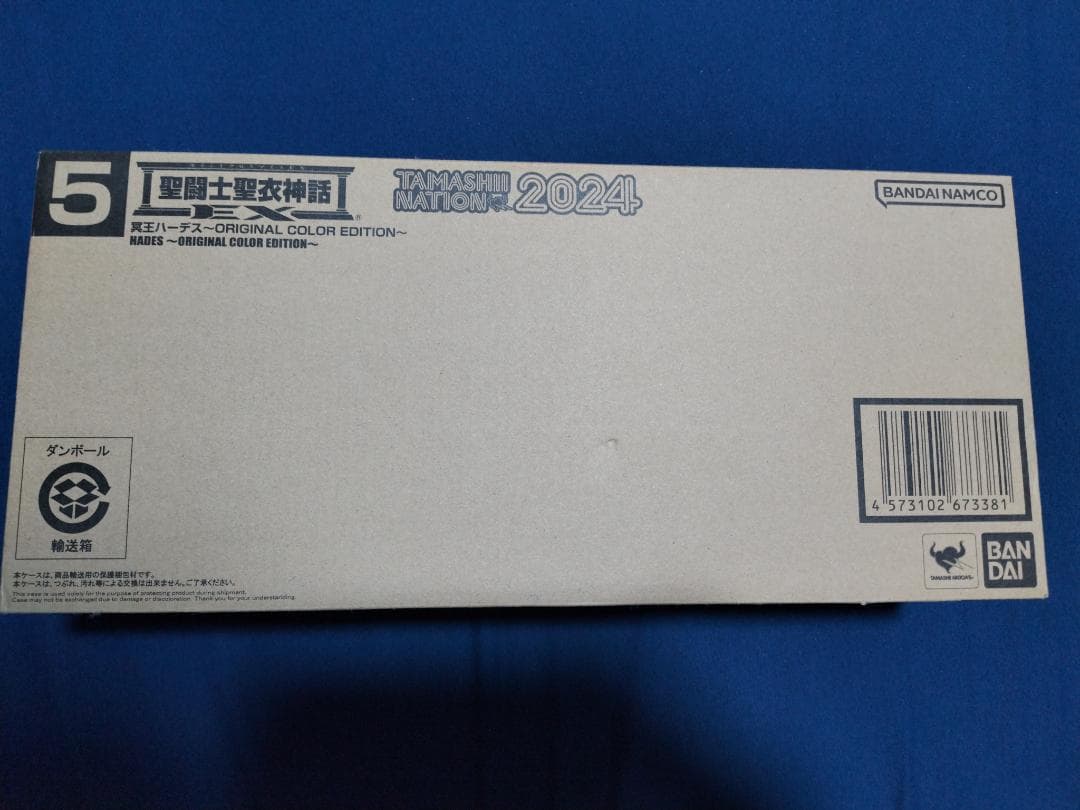 5
聖闘士聖衣神話
EX
®
TAMASHII
NATION
2024
BANDAI NAMCO
冥王ハーデス〜ORIGINAL COLOR EDITION〜
HADES 〜ORIGINAL COLOR EDITION〜
ダンボール
輸送箱
4 573102 673381
TAMASHII NATIONS
BAN
DAI
本ケースは、商品輸送用の保護梱包材です。
本ケースは、つぶれ、汚れ等による交換は出来ません。ご了承ください。
This case is used solely for the purpose of protecting product during shipment.
Case may not be exchanged due to damage or discoloration. Thank you for your understanding.